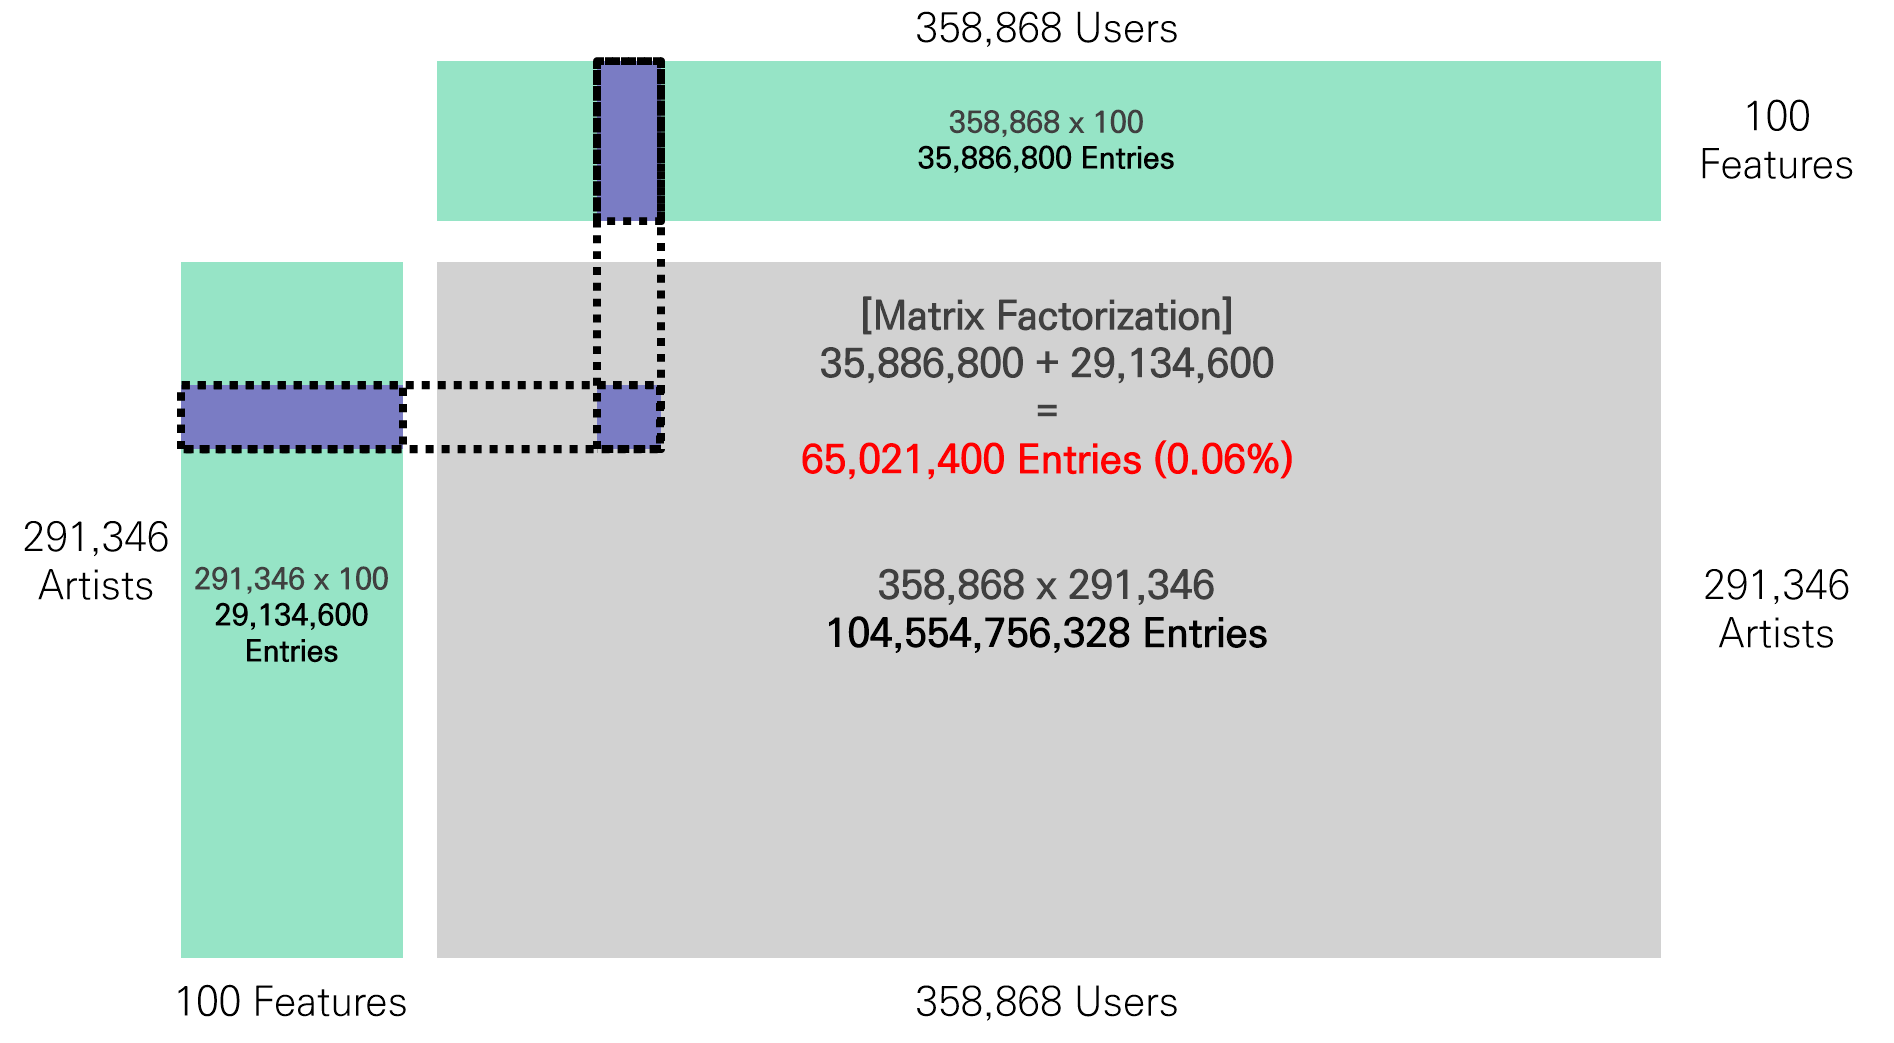 358,868 Users
358,868 x 100
35,886,800 Entries
100
Features
[Matrix Factorization]
35,886,800 + 29,134,600
=
65,021,400 Entries (0.06%)
291,346
Artists
291,346 x 100
29,134,600
Entries
358,868 x 291,346
104,554,756,328 Entries
291,346
Artists
100 Features
358,868 Users